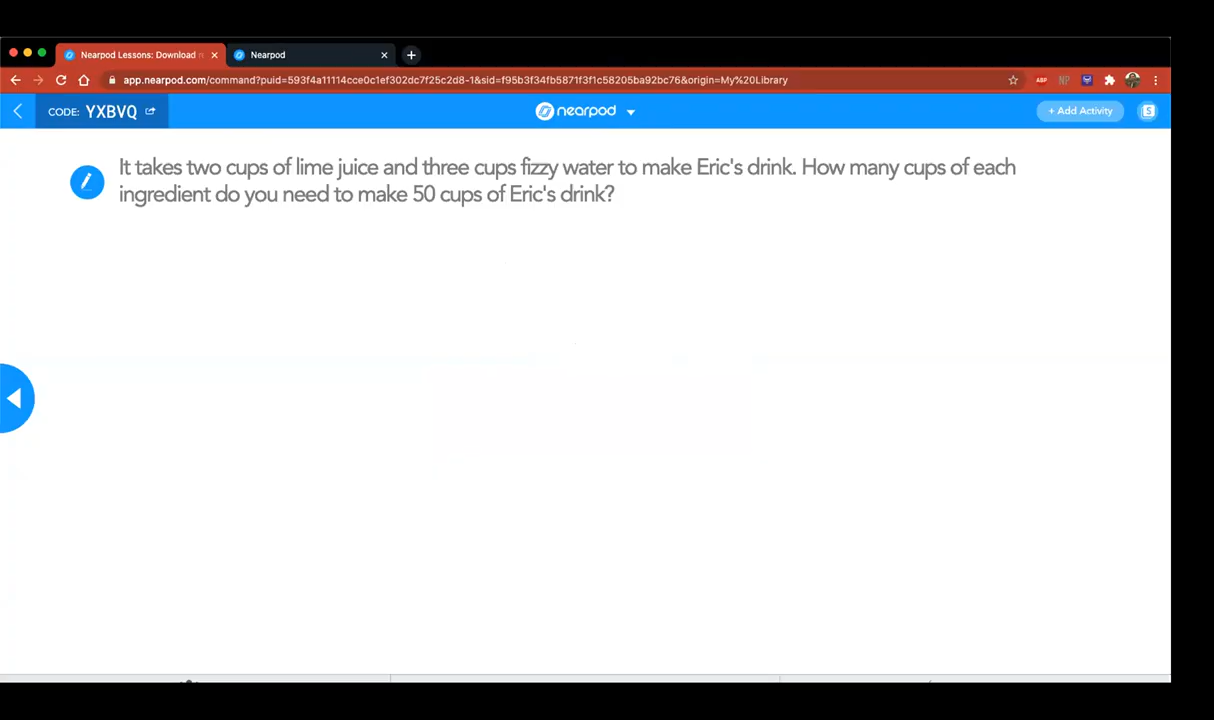 Nearpod Lessons: Download n
Nearpod
app.nearpod.com/command?puid=593f4a11114cce0c1ef302dc7f25c2d8-1&sid=f95b3f34fb5871f3f1c58205ba92bc76&origin=My%20Library
ABP
NP
CODE: YXBVQ
nearpod
+ Add Activity
S
It takes two cups of lime juice and three cups fizzy water to make Eric's drink. How many cups of each
ingredient do you need to make 50 cups of Eric's drink?